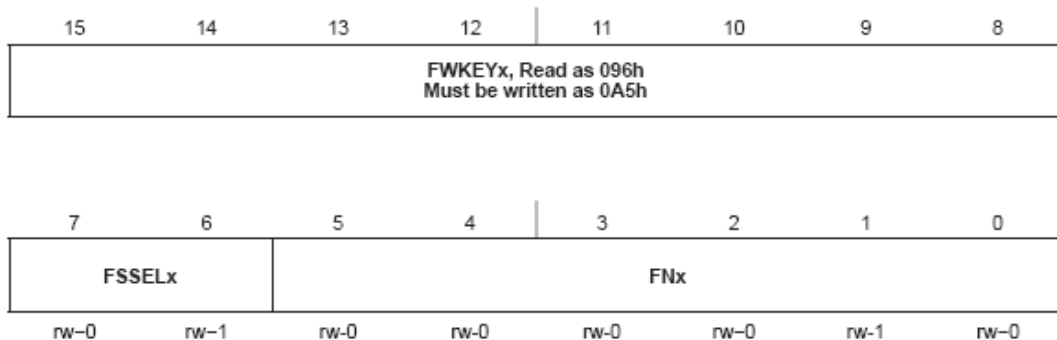 15 14 13 12 11 10 9 8
FWKEYx, Read as 096h
Must be written as 0A5h
7 6 5 4 3 2 1 0
FSSELx FNx
rw−0 rw−1 rw-0 rw-0 rw-0 rw−0 rw-1 rw−0